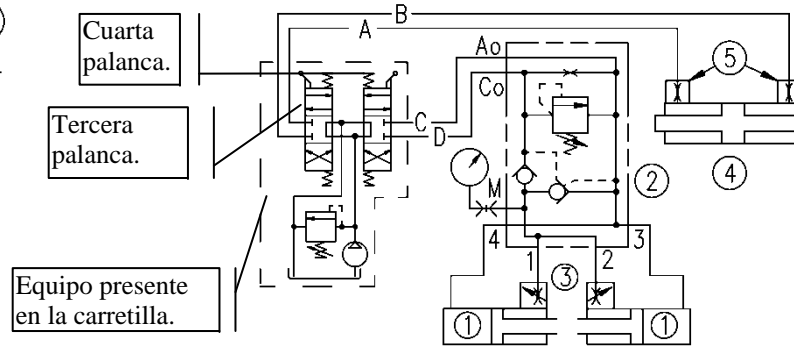 B
A
Cuarta
palanca.
Ao
Co
5
Tercera
palanca.
C
D
4
M
2
4
3
1
3
2
Equipo presente
en la carretilla.
1
1